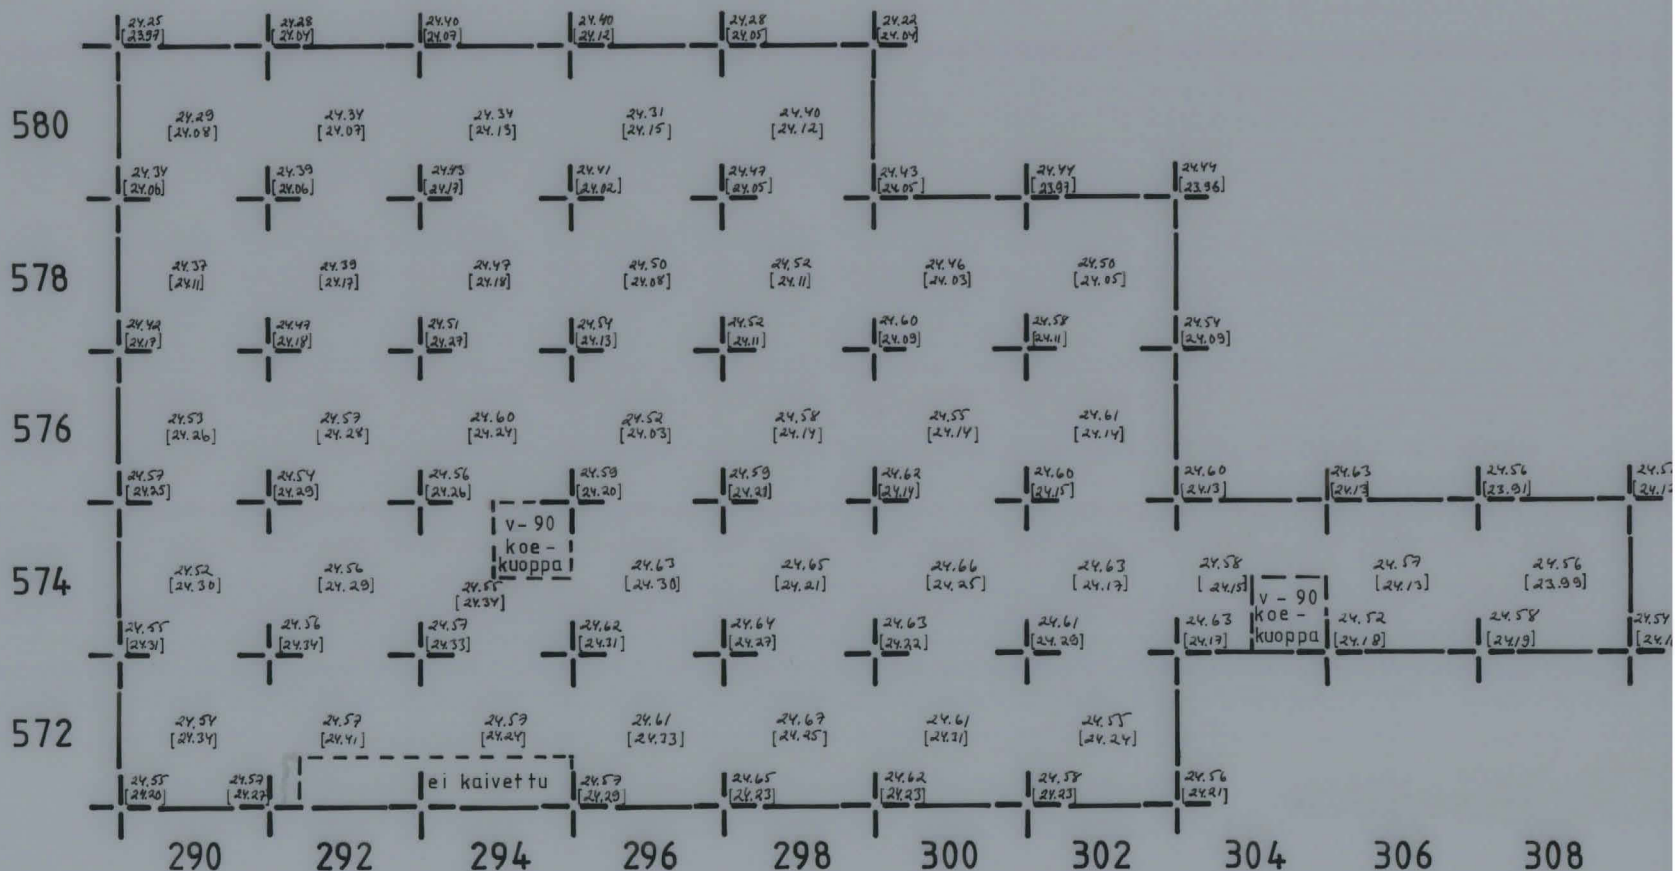 24.25 24.28 24.40 24.40 24.28 24.22
[23.97] [24.04] [24.07] [24.12] [24.05] [24.04]
580 24.29 24.34 24.34 24.31 24.40
[24.08] [24.07] [24.13] [24.15] [24.12]
24.34 24.39 24.43 24.41 24.47 24.43 24.44 24.44
[24.06] [24.06] [24.17] [24.02] [24.05] [24.05] [23.97] [23.96]
578 24.37 24.39 24.47 24.50 24.52 24.46 24.50
[24.11] [24.17] [24.18] [24.08] [24.11] [24.03] [24.05]
24.42 24.47 24.51 24.54 24.52 24.60 24.58 24.54
[24.17] [24.18] [24.27] [24.13] [24.11] [24.09] [24.11] [24.09]
576 24.53 24.57 24.60 24.52 24.58 24.55 24.61
[24.26] [24.28] [24.24] [24.03] [24.14] [24.14] [24.14]
24.57 24.54 24.56 24.59 24.59 24.62 24.60 24.60 24.63 24.56
[24.25] [24.29] [24.26] [24.20] [24.21] [24.14] [24.15] [24.13] [24.13] [23.91]
v-90
koe-
kuoppa
574 24.52 24.56 24.55 24.63 24.65 24.66 24.63 24.58 24.57 24.56
[24.30] [24.29] [24.34] [24.30] [24.21] [24.25] [24.17] [24.15] [24.13] [23.99]
v-90
koe-
kuoppa
24.55 24.56 24.57 24.62 24.64 24.63 24.61 24.63 24.52 24.58 24.54
[24.31] [24.34] [24.33] [24.31] [24.27] [24.22] [24.29] [24.17] [24.18] [24.19]
572 24.54 24.57 24.57 24.61 24.67 24.61 24.55
[24.34] [24.41] [24.24] [24.33] [24.25] [24.31] [24.24]
24.55 24.57 ei kaivettu 24.57 24.65 24.62 24.58 24.56
[24.20] [24.27] [24.29] [24.23] [24.23] [24.23] [24.21]
290 292 294 296 298 300 302 304 306 308